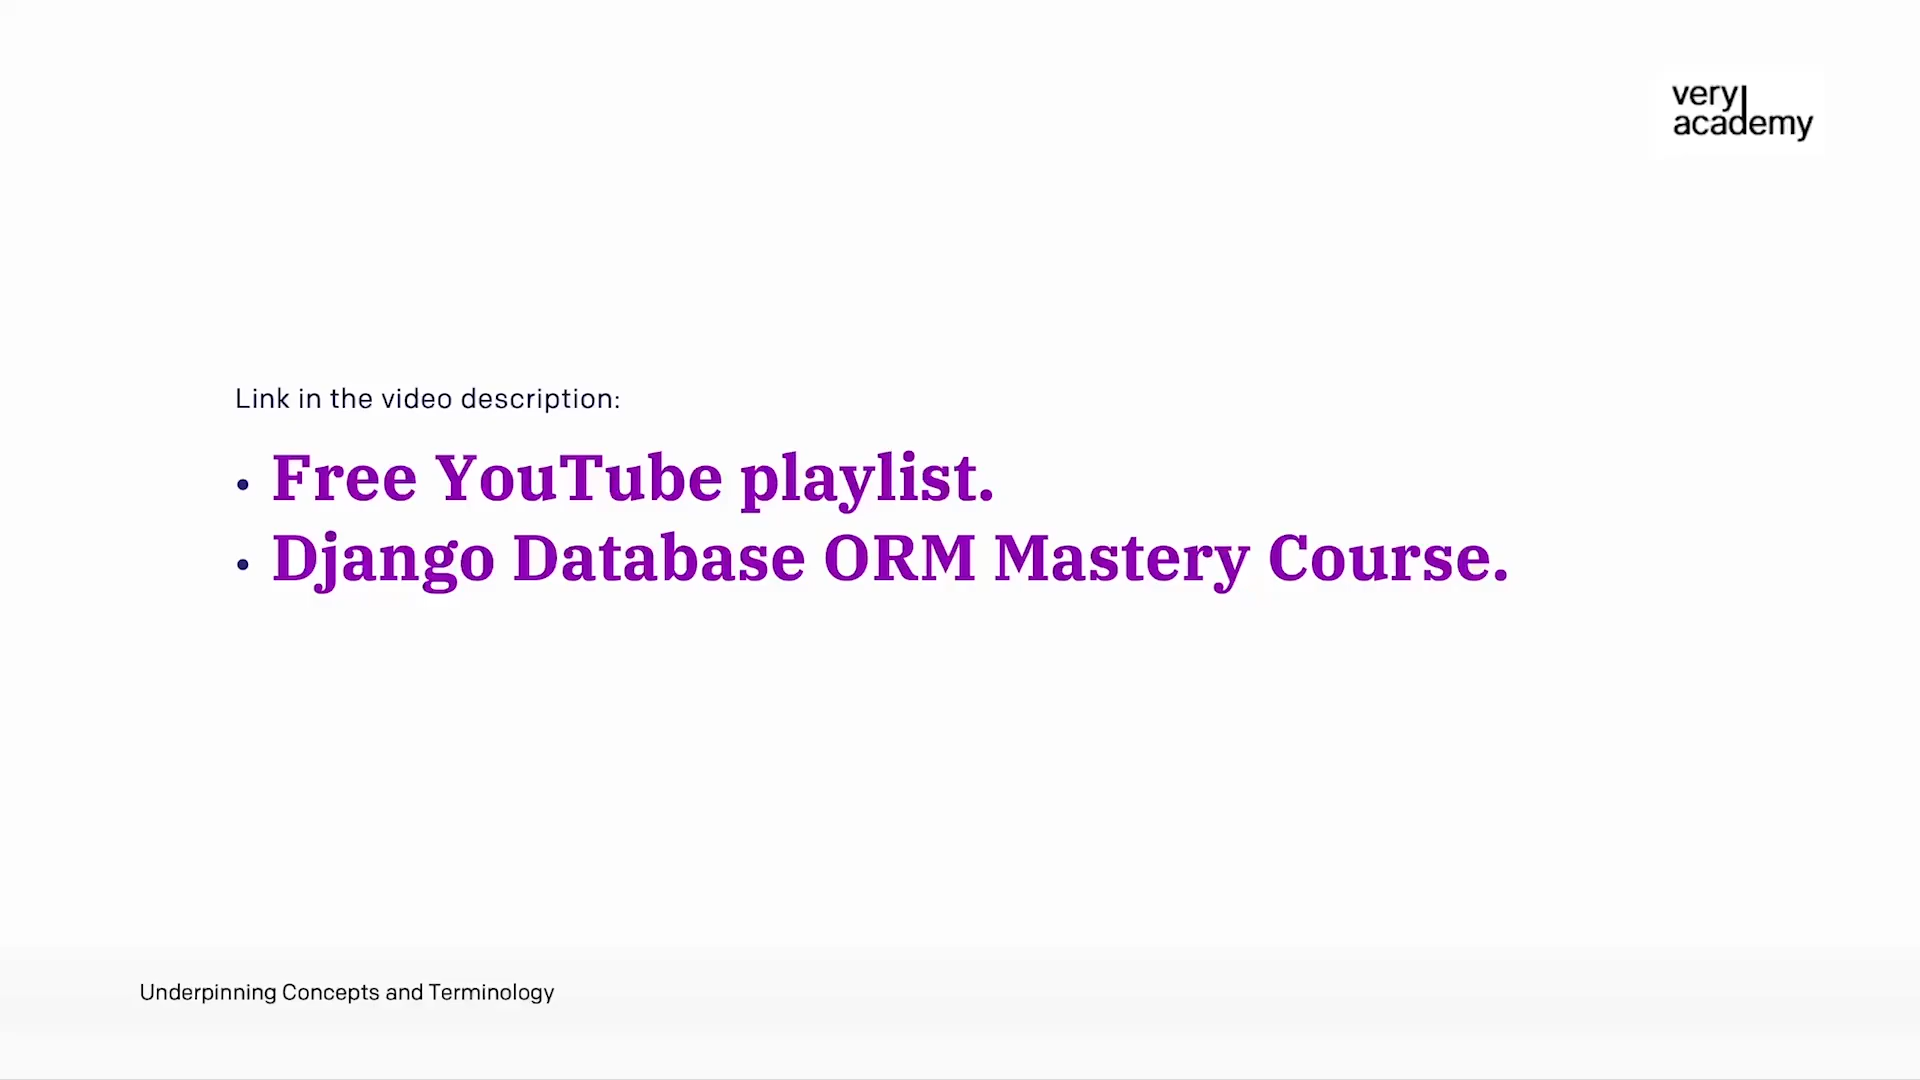 very
academy
Link in the video description:
• Free YouTube playlist.
• Django Database ORM Mastery Course.
Underpinning Concepts and Terminology